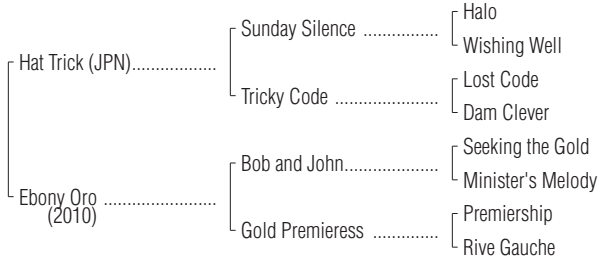 Halo
Sunday Silence ................
Wishing Well
Hat Trick (JPN)..................
Lost Code
Tricky Code ......................
Dam Clever
Seeking the Gold
Bob and John....................
Minister's Melody
Ebony Oro ........................
(2010)
Premiership
Gold Premieress ..............
Rive Gauche